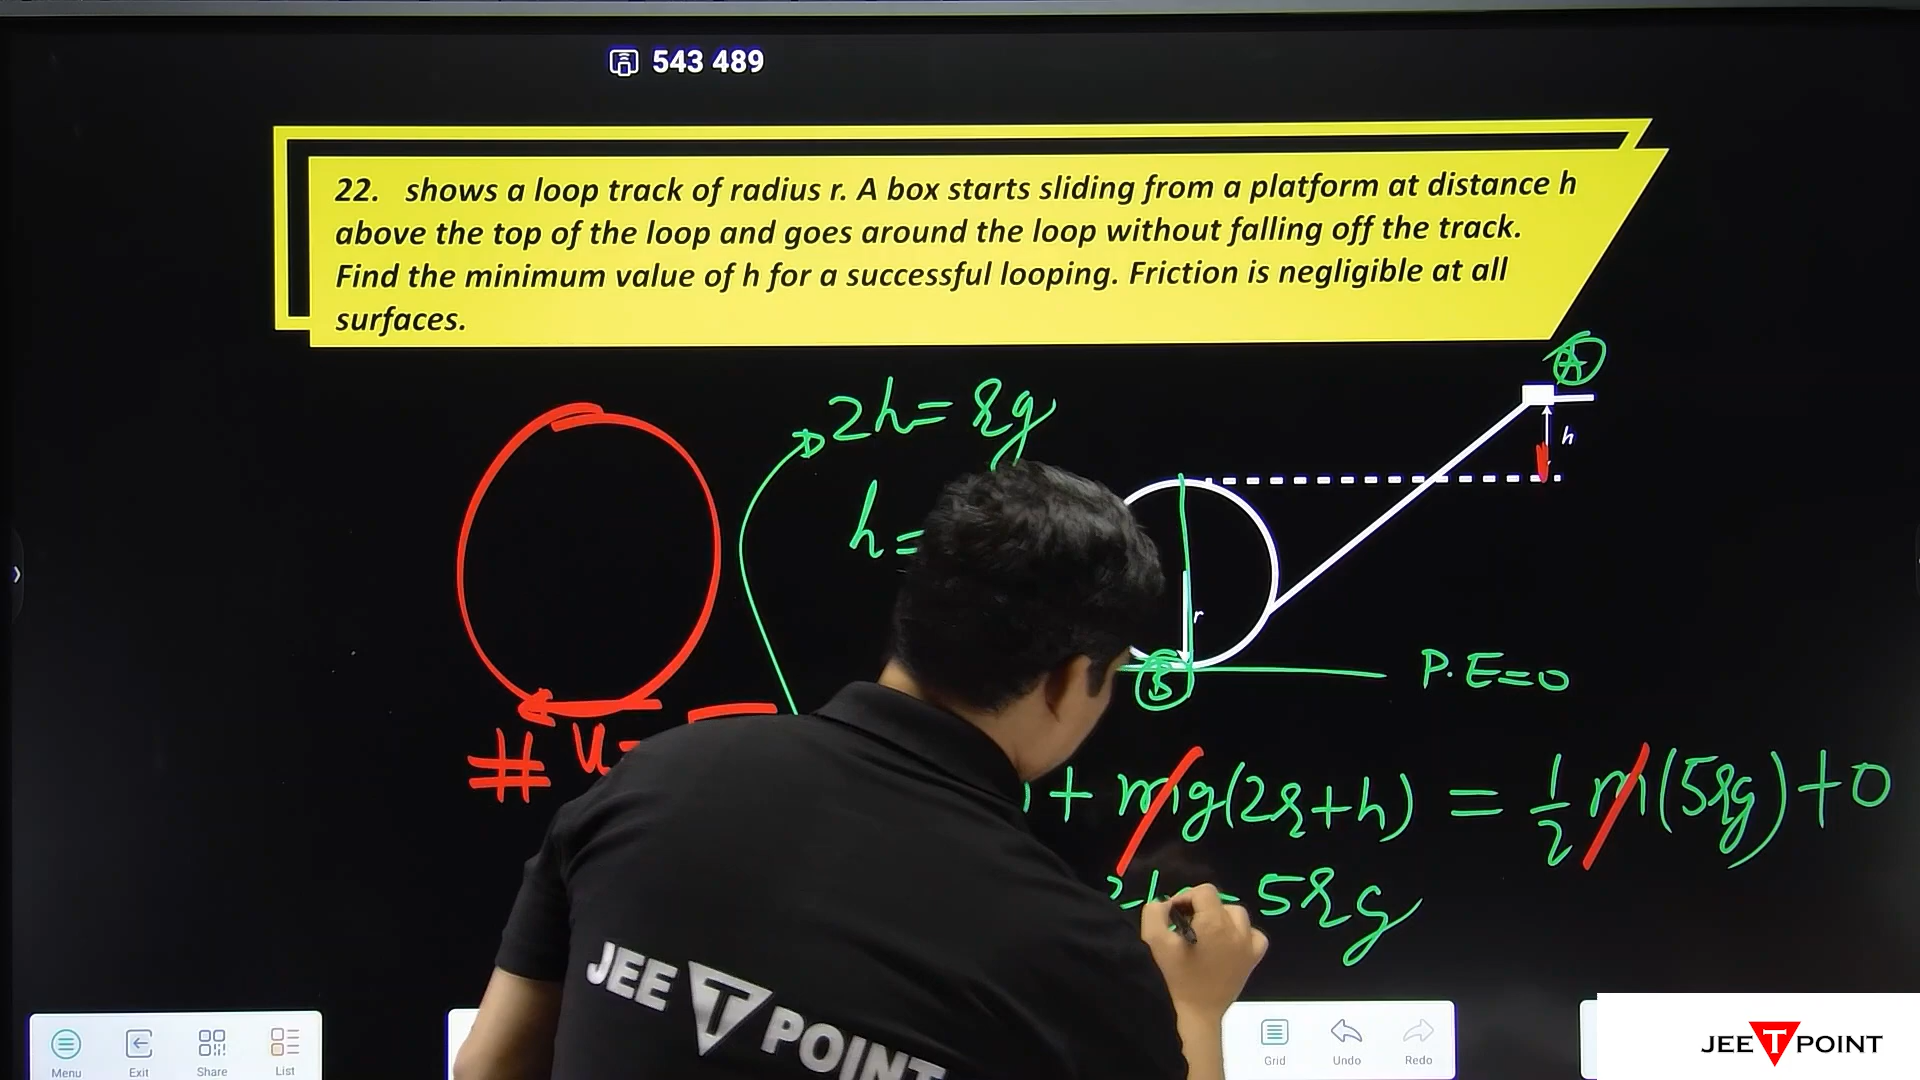 543 489
22. shows a loop track of radius r. A box starts sliding from a platform at distance h
above the top of the loop and goes around the loop without falling off the track.
Find the minimum value of h for a successful looping. Friction is negligible at all
surfaces.
A
2h = rg
h
h =
r
B
P.E = 0
# u
+ mg(2r + h) = 1/2 m(5rg) + 0
5rg
JEE T POINT
Menu
Exit
Share
List
Grid
Undo
Redo
JEE T POINT